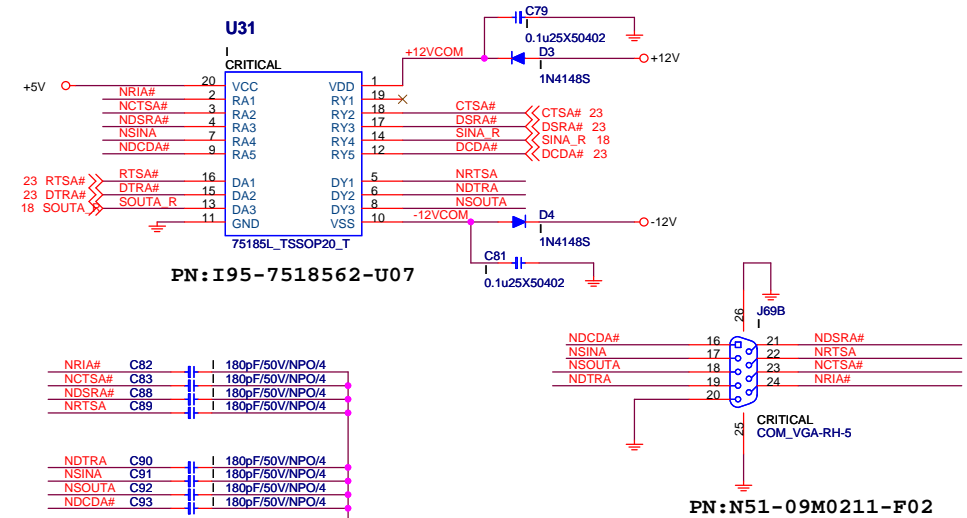 U31
I
CRITICAL
C79
I
0.1u25X50402
+12VCOM
D3
I
1N4148S
+12V
+5V
20 VCC VDD 1
NRIA# 2 RA1 RY1 19
NCTSA# 3 RA2 RY2 18 CTSA# CTSA# 23
NDSRA# 4 RA3 RY3 17 DSRA# DSRA# 23
NSINA 7 RA4 RY4 14 SINA_R SINA_R 18
NDCDA# 9 RA5 RY5 12 DCDA# DCDA# 23
23 RTSA# RTSA# 16 DA1 DY1 5 NRTSA
23 DTRA# DTRA# 15 DA2 DY2 6 NDTRA
18 SOUTA_R SOUTA_R 13 DA3 DY3 8 NSOUTA
11 GND VSS 10 -12VCOM
75185L_TSSOP20_T
D4
I
1N4148S
-12V
PN:I95-7518562-U07
C81
I
0.1u25X50402
NRIA# C82 I 180pF/50V/NPO/4
NCTSA# C83 I 180pF/50V/NPO/4
NDSRA# C88 I 180pF/50V/NPO/4
NRTSA C89 I 180pF/50V/NPO/4
NDTRA C90 I 180pF/50V/NPO/4
NSINA C91 I 180pF/50V/NPO/4
NSOUTA C92 I 180pF/50V/NPO/4
NDCDA# C93 I 180pF/50V/NPO/4
26
J69B
I
NDCDA# 16 21 NDSRA#
NSINA 17 22 NRTSA
NSOUTA 18 23 NCTSA#
NDTRA 19 24 NRIA#
20
25
CRITICAL
COM_VGA-RH-5
PN:N51-09M0211-F02